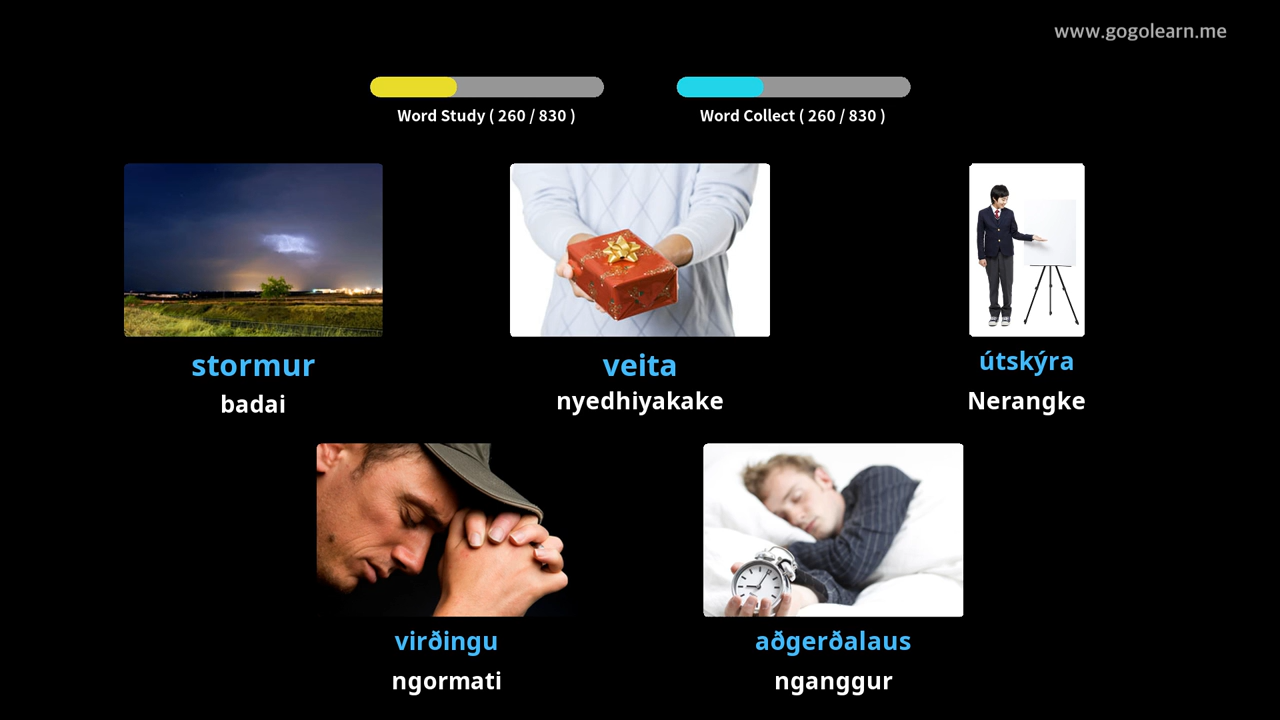 www.gogolearn.me
Word Study ( 260 / 830 )
Word Collect ( 260 / 830 )
stormur
badai
veita
nyedhiyakake
útskýra
Nerangke
virðingu
ngormati
aðgerðalaus
nganggur